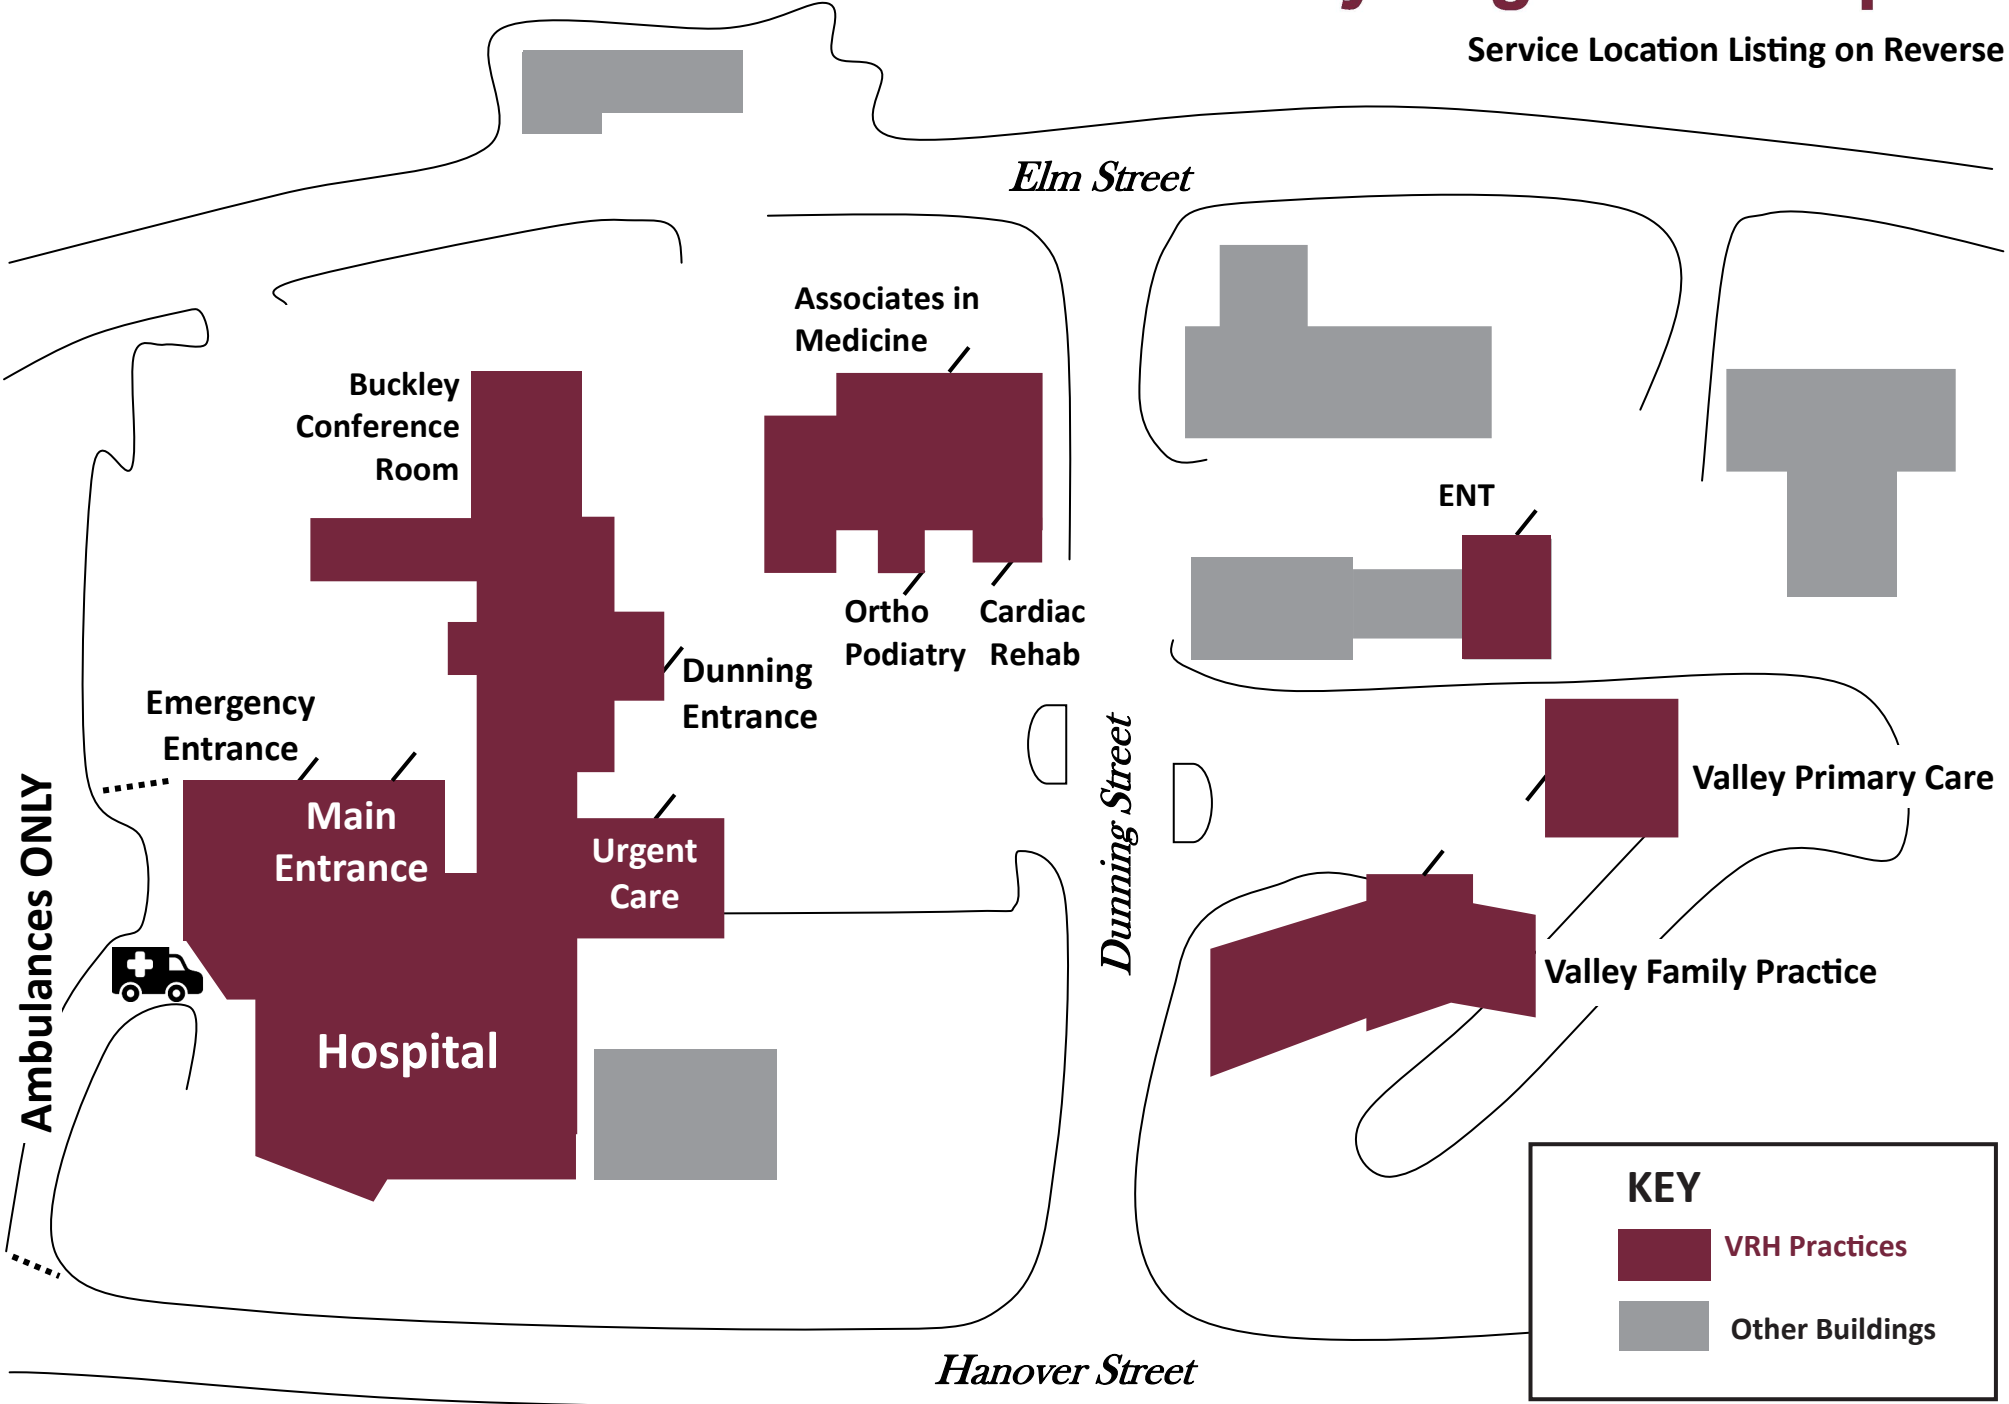 Service Location Listing on Reverse
Elm Street
Associates in
Medicine
Buckley
Conference
Room
ENT
Ortho
Podiatry
Cardiac
Rehab
Dunning
Entrance
Emergency
Entrance
Main
Entrance
Urgent
Care
Ambulances ONLY
Hospital
Dunning Street
Valley Primary Care
Valley Family Practice
Hanover Street
KEY
VRH Practices
Other Buildings